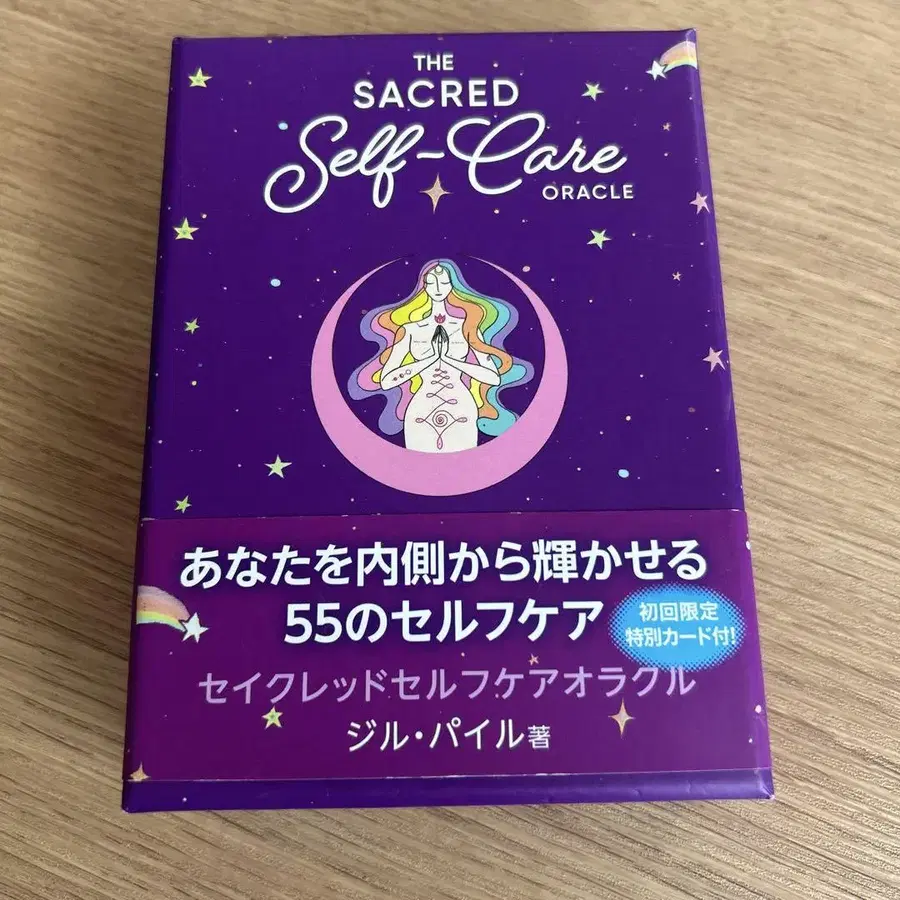 THE
SACRED
Self-Care
ORACLE
あなたを内側から輝かせる
55のセルフケア
初回限定
特別カード付!
セイクレッドセルフケアオラクル
ジル・パイル著